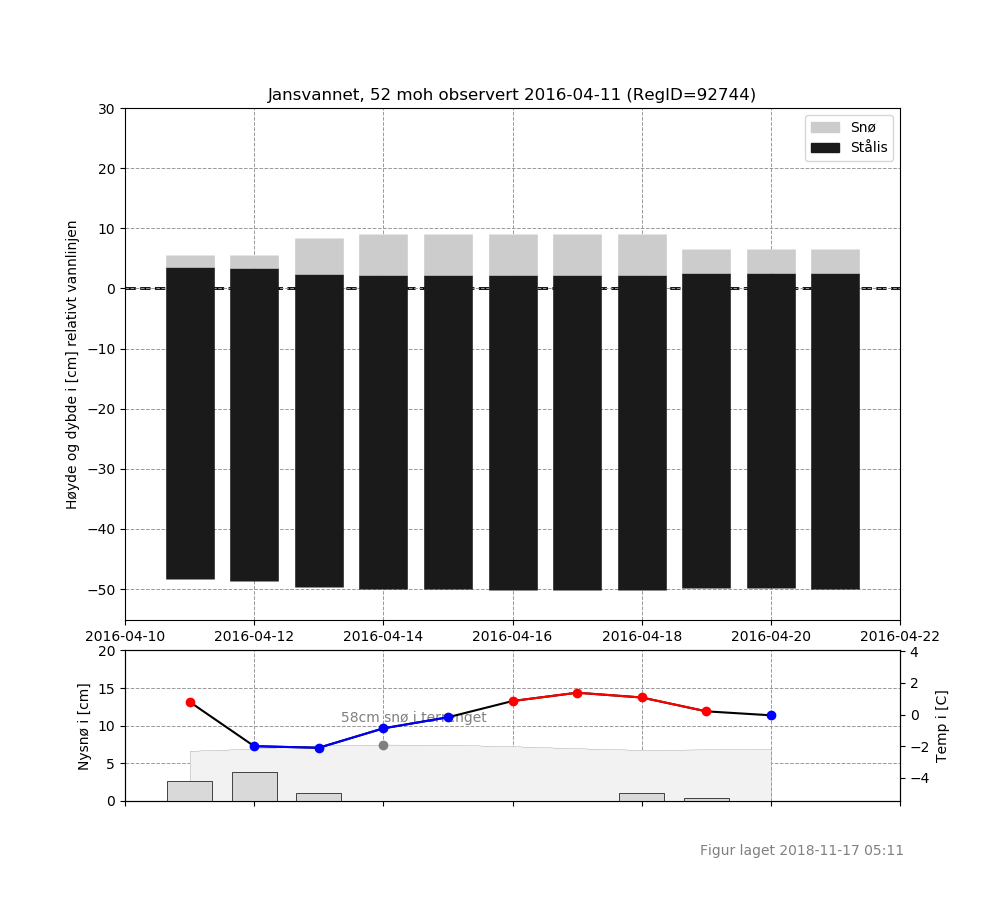 Jansvannet, 52 moh observert 2016-04-11 (RegID=92744)
Snø
Stålis
30
20
10
0
−10
−20
−30
−40
−50
Høyde og dybde i [cm] relativt vannlinjen
2016-04-10 2016-04-12 2016-04-14 2016-04-16 2016-04-18 2016-04-20 2016-04-22
20
15
10
5
0
Nysnø i [cm]
58cm snø i terrenget
4
2
0
−2
−4
Temp i [C]
Figur laget 2018-11-17 05:11